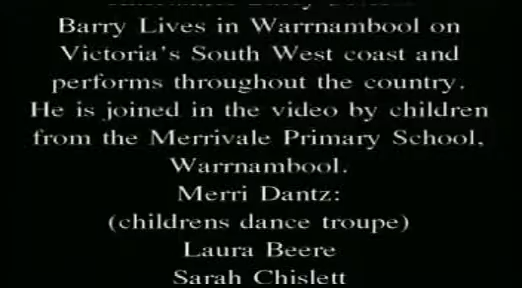 Barry Lives in Warrnambool on
Victoria's South West coast and
performs throughout the country.
He is joined in the video by children
from the Merrivale Primary School,
Warrnambool.
Merri Dantz:
(childrens dance troupe)
Laura Beere
Sarah Chislett